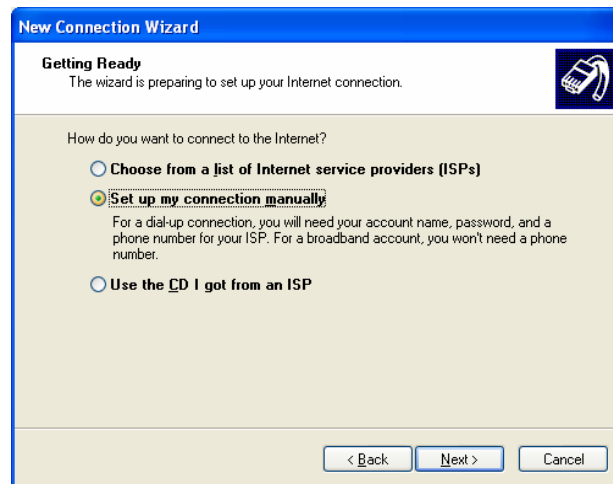 New Connection Wizard
Getting Ready
The wizard is preparing to set up your Internet connection.
How do you want to connect to the Internet?
Choose from a list of Internet service providers (ISPs)
Set up my connection manually
For a dial-up connection, you will need your account name, password, and a
phone number for your ISP. For a broadband account, you won't need a phone
number.
Use the CD I got from an ISP
< Back Next > Cancel